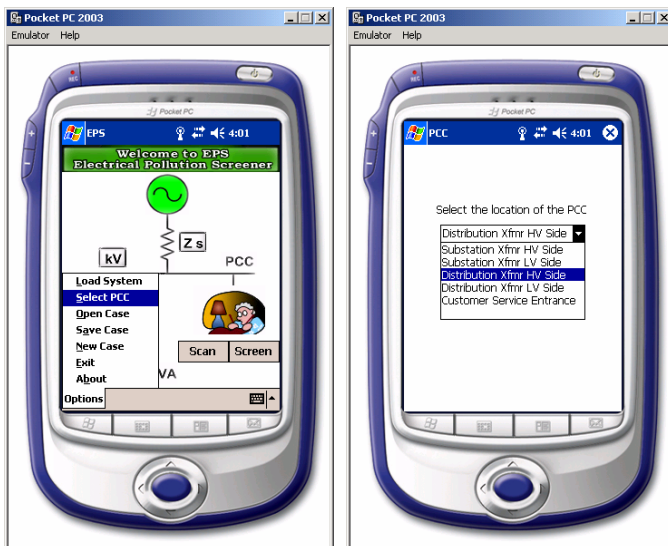 Pocket PC 2003
Emulator Help
Pocket PC
EPS 4:01
Welcome to EPS
Electrical Pollution Screener
Z s
kV
PCC
Load System
Select PCC
Open Case
Save Case
New Case
Exit
About
Scan Screen
VA
Options
Pocket PC 2003
Emulator Help
Pocket PC
PCC 4:01
Select the location of the PCC
Distribution Xfmr HV Side
Substation Xfmr HV Side
Substation Xfmr LV Side
Distribution Xfmr HV Side
Distribution Xfmr LV Side
Customer Service Entrance